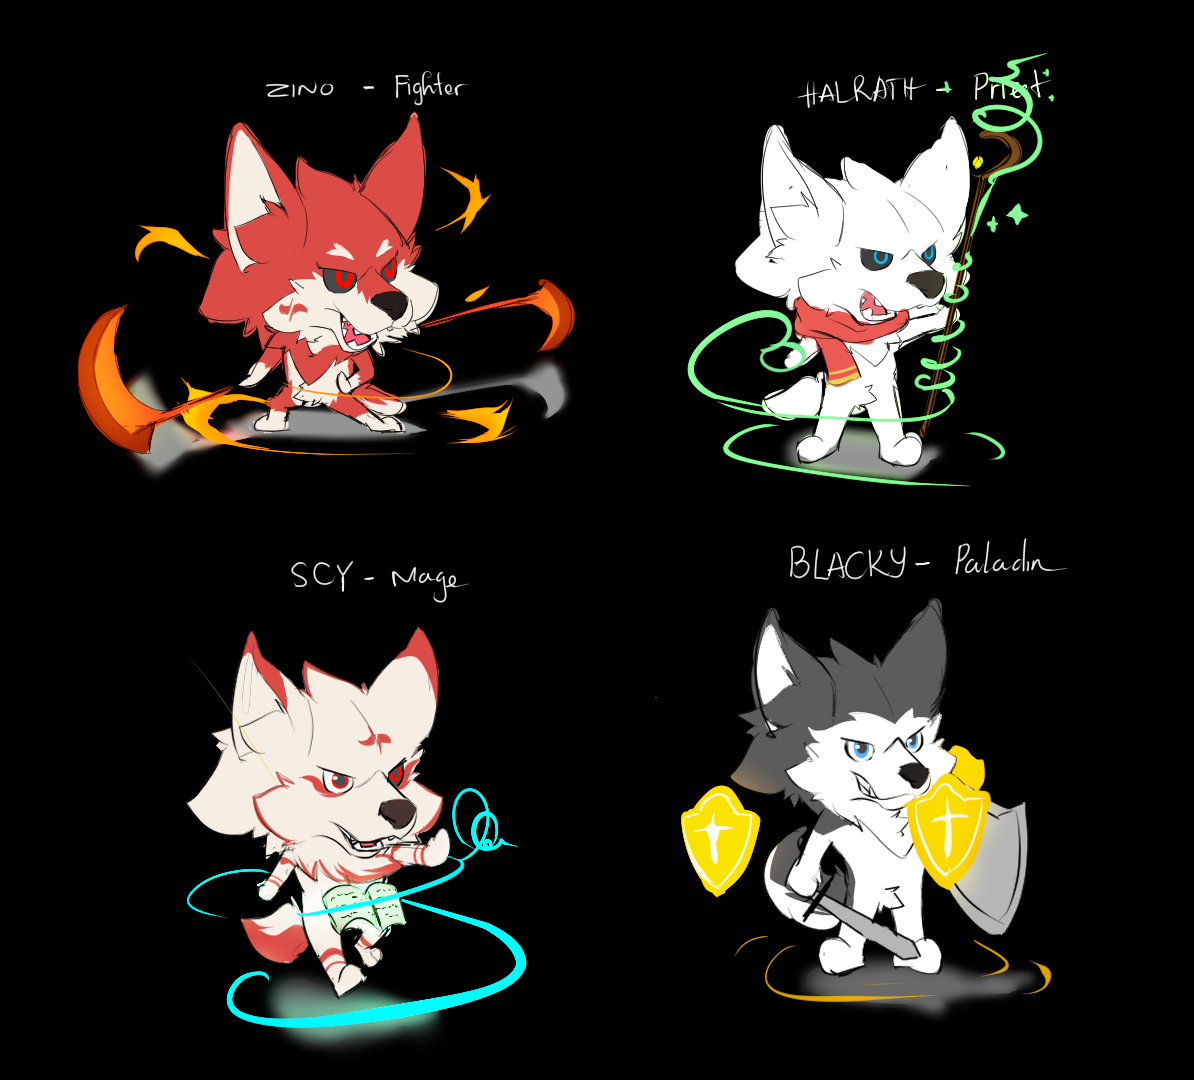 ZINO - Fighter
HALRATH - Priest
SCY - Mage
BLACKY - Paladin